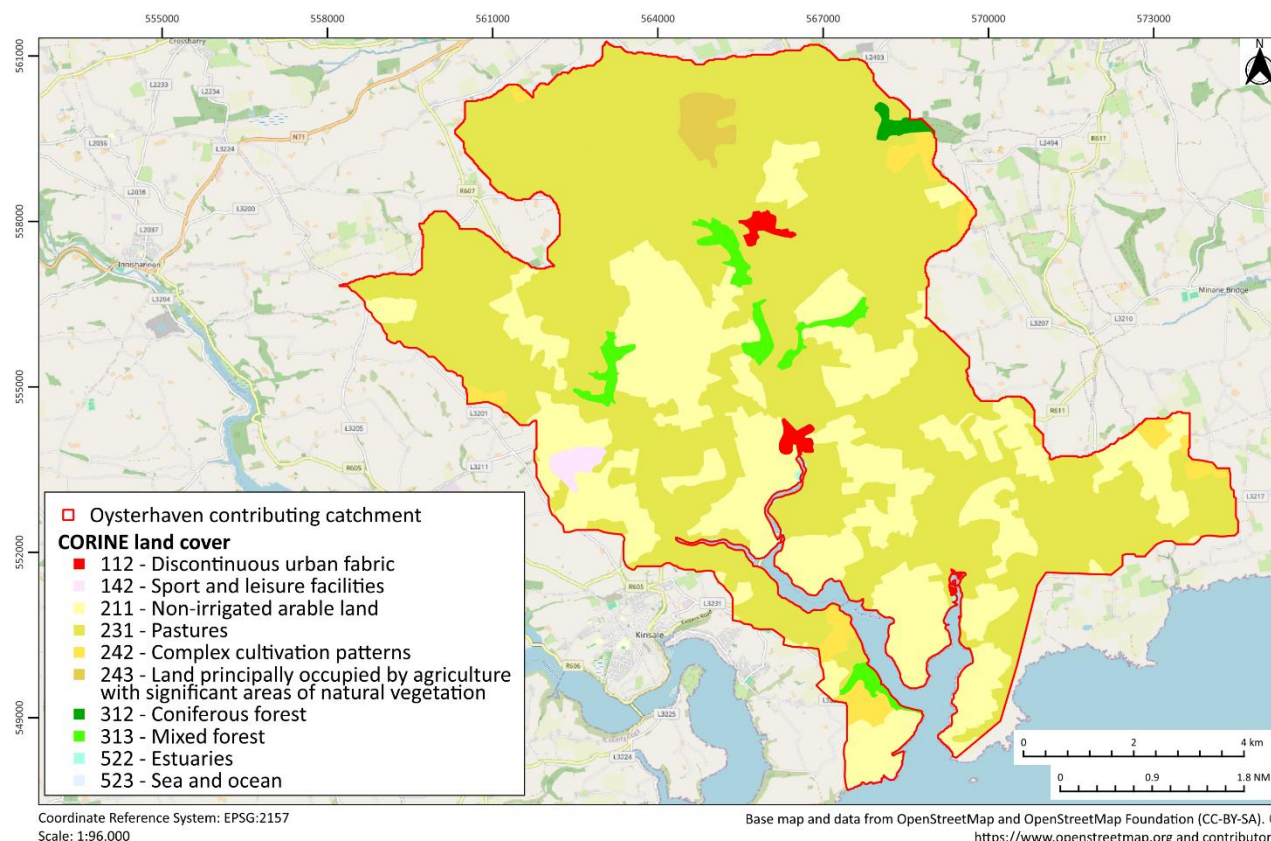 555000 558000 561000 564000 567000 570000 573000
561000
558000
555000
552000
549000
N
Crossbarry
L2233
L2234
L2036
L3224
N71
L2038
L3200
R607
L2037
Innishannon
L3204
L2493
R611
L2494
Minane Bridge
L3210
L3207
R611
L3217
L3201
L3205
L3211
R605
R605
L3231
Kinsale
R606
L3225
L3224
Oysterhaven contributing catchment
CORINE land cover
112 - Discontinuous urban fabric
142 - Sport and leisure facilities
211 - Non-irrigated arable land
231 - Pastures
242 - Complex cultivation patterns
243 - Land principally occupied by agriculture
with significant areas of natural vegetation
312 - Coniferous forest
313 - Mixed forest
522 - Estuaries
523 - Sea and ocean
0 2 4 km
0 0.9 1.8 NM
Coordinate Reference System: EPSG:2157
Scale: 1:96.000
Base map and data from OpenStreetMap and OpenStreetMap Foundation (CC-BY-SA).
https://www.openstreetmap.org and contributor